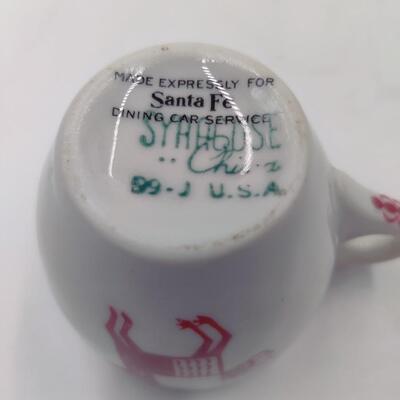 MADE EXPRESSLY FOR
Santa Fe
DINING CAR SERVICE
SYRACUSE
China
99-J U.S.A.